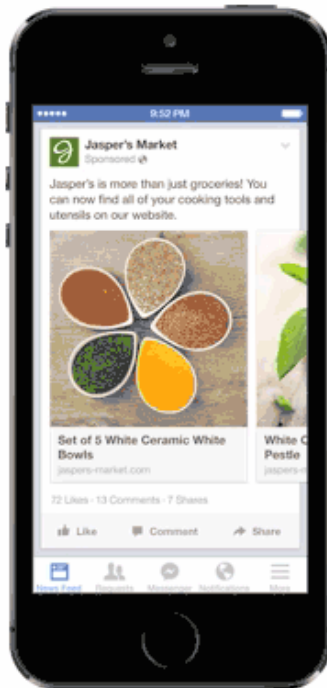 9:52 PM
Jasper's Market
Sponsored
Jasper's is more than just groceries! You
can now find all of your cooking tools and
utensils on our website.
Set of 5 White Ceramic White
Bowls
jaspers-market.com
White C
Pestle
jaspers-m
72 Likes · 13 Comments · 7 Shares
Like Comment Share
News Feed Requests Messenger Notifications More